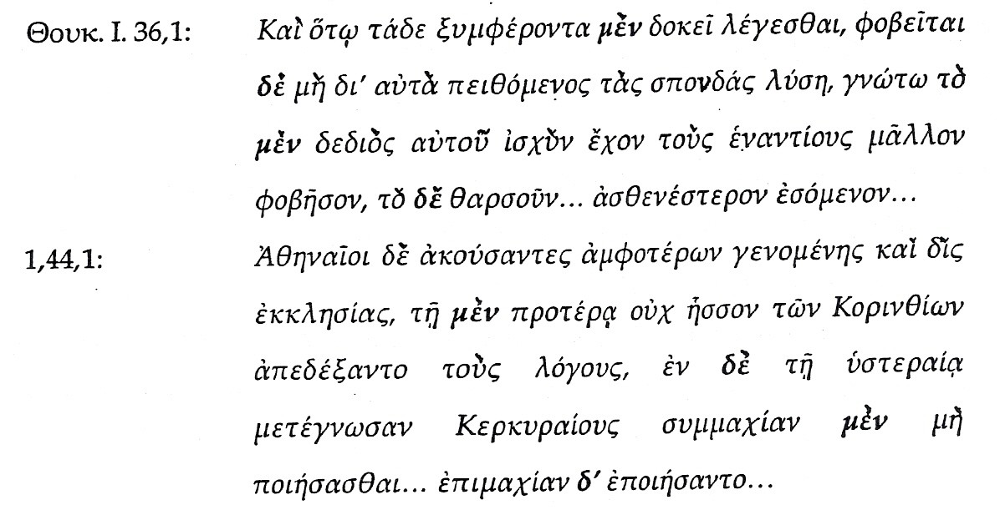 Θουκ. Ι. 36,1: Καὶ ὅτῳ τάδε ξυμφέροντα μὲν δοκεῖ λέγεσθαι, φοβεῖται
δὲ μὴ δι' αὐτὰ πειθόμενος τὰς σπονδάς λύση, γνώτω τὸ
μὲν δεδιὸς αὐτοῦ ἰσχὺν ἔχον τοὺς ἐναντίους μᾶλλον
φοβῆσον, τὸ δὲ θαρσοῦν... ἀσθενέστερον ἐσόμενον...
1,44,1: Ἀθηναῖοι δὲ ἀκούσαντες ἀμφοτέρων γενομένης καὶ δὶς
ἐκκλησίας, τῇ μὲν προτέρᾳ οὐχ ἧσσον τῶν Κορινθίων
ἀπεδέξαντο τοὺς λόγους, ἐν δὲ τῇ ὑστεραίᾳ
μετέγνωσαν Κερκυραίους συμμαχίαν μὲν μὴ
ποιήσασθαι... ἐπιμαχίαν δ' ἐποιήσαντο...